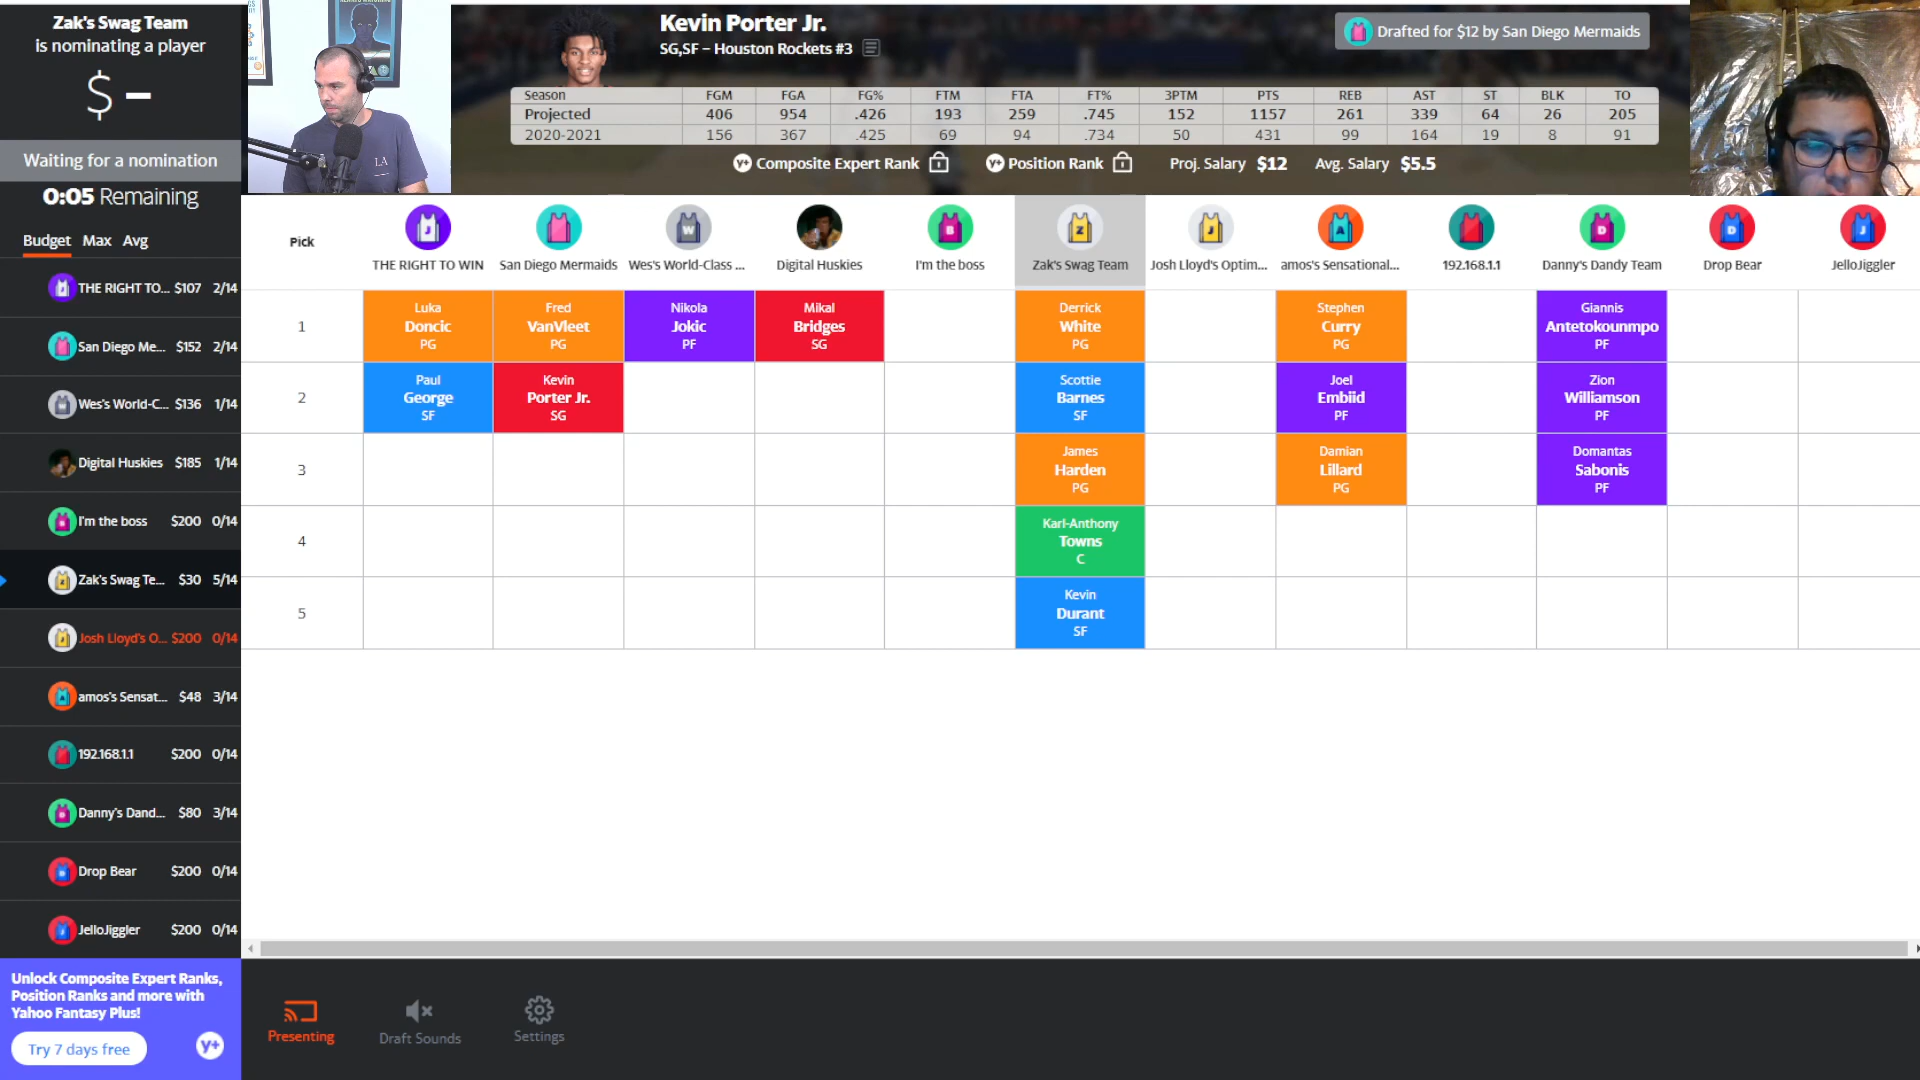 Zak's Swag Team
is nominating a player
$ –
Waiting for a nomination
0:05 Remaining
Budget Max Avg
THE RIGHT TO... $107 2/14
San Diego Me... $152 2/14
Wes's World-C... $136 1/14
Digital Huskies $185 1/14
I'm the boss $200 0/14
Zak's Swag Te... $30 5/14
Josh Lloyd's O... $200 0/14
amos's Sensat... $48 3/14
192.168.1.1 $200 0/14
Danny's Dand... $80 3/14
Drop Bear $200 0/14
JelloJiggler $200 0/14
Unlock Composite Expert Ranks,
Position Ranks and more with
Yahoo Fantasy Plus!
Try 7 days free
y+
LA
Kevin Porter Jr.
SG,SF – Houston Rockets #3
Drafted for $12 by San Diego Mermaids
Season FGM FGA FG% FTM FTA FT% 3PTM PTS REB AST ST BLK TO
Projected 406 954 .426 193 259 .745 152 1157 261 339 64 26 205
2020-2021 156 367 .425 69 94 .734 50 431 99 164 19 8 91
y+ Composite Expert Rank y+ Position Rank Proj. Salary $12 Avg. Salary $5.5
J W B Z J A D D J
Pick THE RIGHT TO WIN San Diego Mermaids Wes's World-Class ... Digital Huskies I'm the boss Zak's Swag Team Josh Lloyd's Optim... amos's Sensational... 192.168.1.1 Danny's Dandy Team Drop Bear JelloJiggler
Luka Fred Nikola Mikal Derrick Stephen Giannis
1 Doncic VanVleet Jokic Bridges White Curry Antetokounmpo
PG PG PF SG PG PG PF
Paul Kevin Scottie Joel Zion
2 George Porter Jr. Barnes Embiid Williamson
SF SG SF PF PF
James Damian Domantas
3 Harden Lillard Sabonis
PG PG PF
Karl-Anthony
4 Towns
C
Kevin
5 Durant
SF
Presenting Draft Sounds Settings